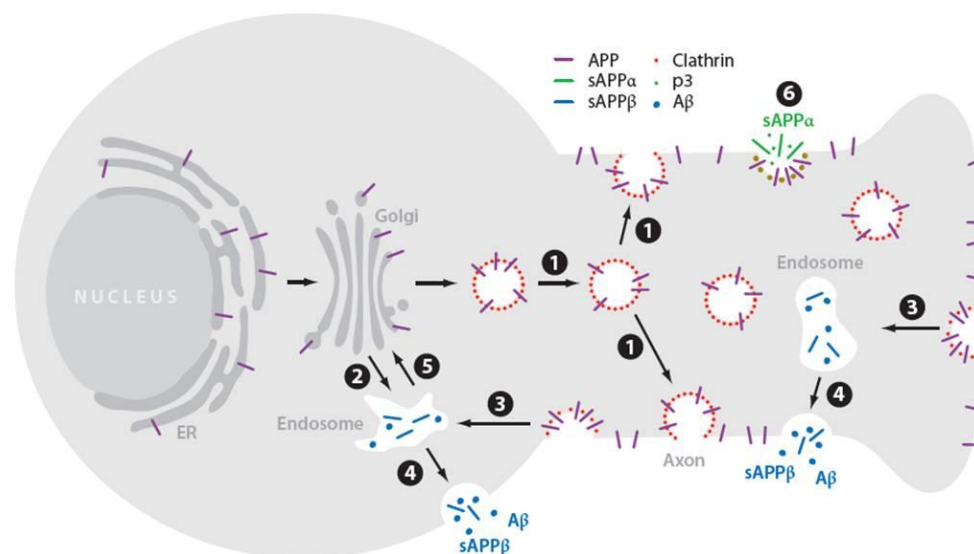 APP
Clathrin
sAPPα
p3
sAPPβ
Aβ
6
sAPPα
Golgi
1
1
Endosome
NUCLEUS
3
1
2
5
4
Endosome
3
ER
Axon
sAPPβ
Aβ
4
Aβ
sAPPβ